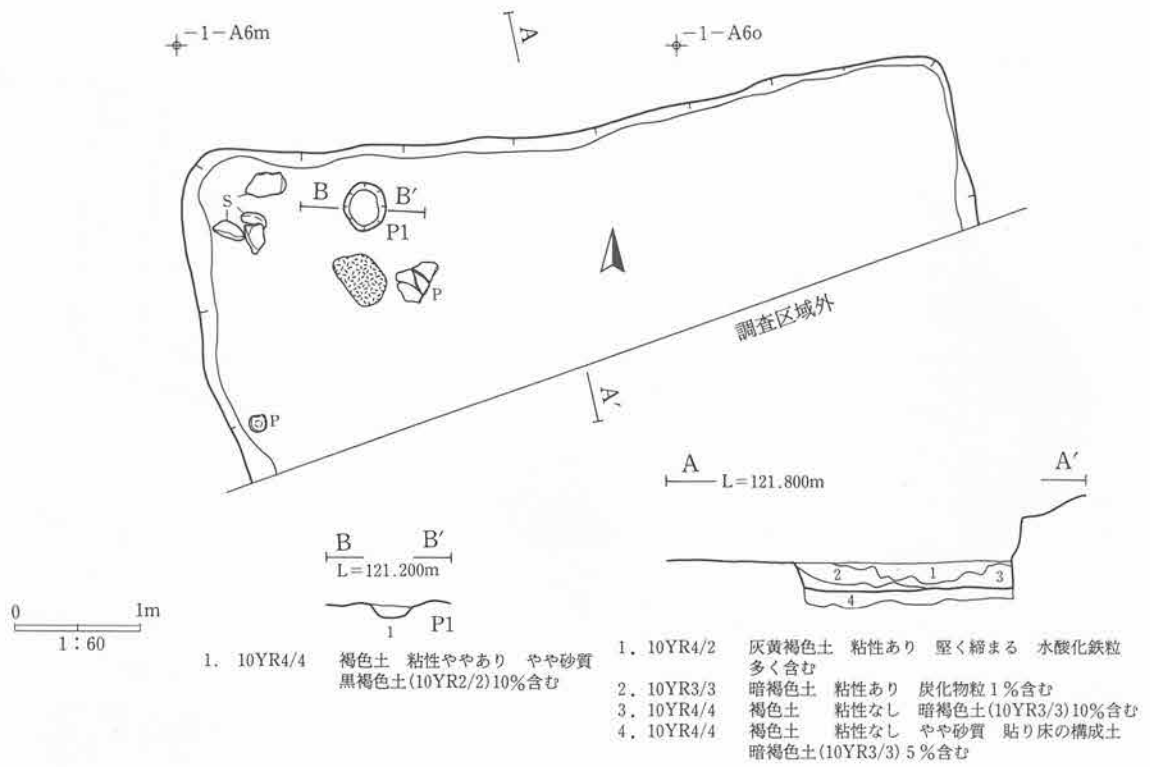 -1-A6m
A
-1-A6o
S
B
B′
P1
P
調査区域外
P
A′
A
L=121.800m
A′
B
B′
L=121.200m
1
P1
2
1
3
4
0
1m
1:60
1. 10YR4/4 褐色土 粘性ややあり やや砂質
黒褐色土(10YR2/2)10%含む
1. 10YR4/2 灰黄褐色土 粘性あり 堅く締まる 水酸化鉄粒
多く含む
2. 10YR3/3 暗褐色土 粘性あり 炭化物粒1%含む
3. 10YR4/4 褐色土 粘性なし 暗褐色土(10YR3/3)10%含む
4. 10YR4/4 褐色土 粘性なし やや砂質 貼り床の構成土
暗褐色土(10YR3/3)5%含む